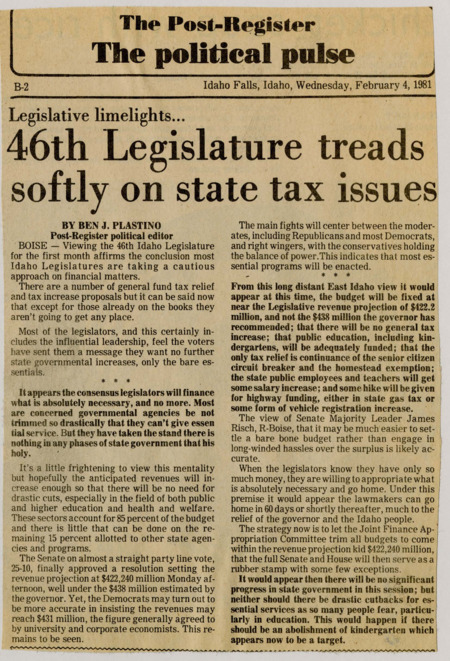 The Post-Register
The political pulse
B-2
Idaho Falls, Idaho, Wednesday, February 4, 1981
Legislative limelights...
46th Legislature treads
softly on state tax issues
BY BEN J. PLASTINO
Post-Register political editor
BOISE — Viewing the 46th Idaho Legislature
for the first month affirms the conclusion most
Idaho Legislatures are taking a cautious
approach on financial matters.
There are a number of general fund tax relief
and tax increase proposals but it can be said now
that except for those already on the books they
aren't going to get any place.
Most of the legislators, and this certainly in-
cludes the influential leadership, feel the voters
have sent them a message they want no further
state governmental increases, only the bare es-
sentials.
* * *
It appears the consensus legislators will finance
what is absolutely necessary, and no more. Most
are concerned governmental agencies be not
trimmed so drastically that they can't give essen
tial service. But they have taken the stand there is
nothing in any phases of state government that his
holy.
It's a little frightening to view this mentality
but hopefully the anticipated revenues will in-
crease enough so that there will be no need for
drastic cuts, especially in the field of both public
and higher education and health and welfare.
These sectors account for 85 percent of the budget
and there is little that can be done on the re-
maining 15 percent allotted to other state agen-
cies and programs.
The Senate on almost a straight party line vote,
25-10, finally approved a resolution setting the
revenue projection at $422,240 million Monday af-
ternoon, well under the $438 million estimated by
the governor. Yet, the Democrats may turn out to
be more accurate in insisting the revenues may
reach $431 million, the figure generally agreed to
by university and corporate economists. This re-
mains to be seen.
The main fights will center between the moder-
ates, including Republicans and most Democrats,
and right wingers, with the conservatives holding
the balance of power. This indicates that most es-
sential programs will be enacted.
* * *
From this long distant East Idaho view it would
appear at this time, the budget will be fixed at
near the Legislative revenue projection of $422.2
million, and not the $438 million the governor has
recommended; that there will be no general tax
increase; that public education, including kin-
dergartens, will be adequately funded; that the
only tax relief is continuance of the senior citizen
circuit breaker and the homestead exemption;
the state public employees and teachers will get
some salary increase; and some hike will be given
for highway funding, either in state gas tax or
some form of vehicle registration increase.
The view of Senate Majority Leader James
Risch, R-Boise, that it may be much easier to set-
tle a bare bone budget rather than engage in
long-winded hassles over the surplus is likely ac-
curate.
When the legislators know they have only so
much money, they are willing to appropriate what
is absolutely necessary and go home. Under this
premise it would appear the lawmakers can go
home in 60 days or shortly thereafter, much to the
relief of the governor and the Idaho people.
The strategy now is to let the Joint Finance Ap-
propriation Committee trim all budgets to come
within the revenue projection kid $422,240 million,
that the full Senate and House will then serve as a
rubber stamp with some few exceptions.
It would appear then there will be no significant
progress in state government in this session; but
neither should there be drastic cutbacks for es-
sential services as so many people fear, particu-
larly in education. This would happen if there
should be an abolishment of kindergarten which
appears now to be a target.